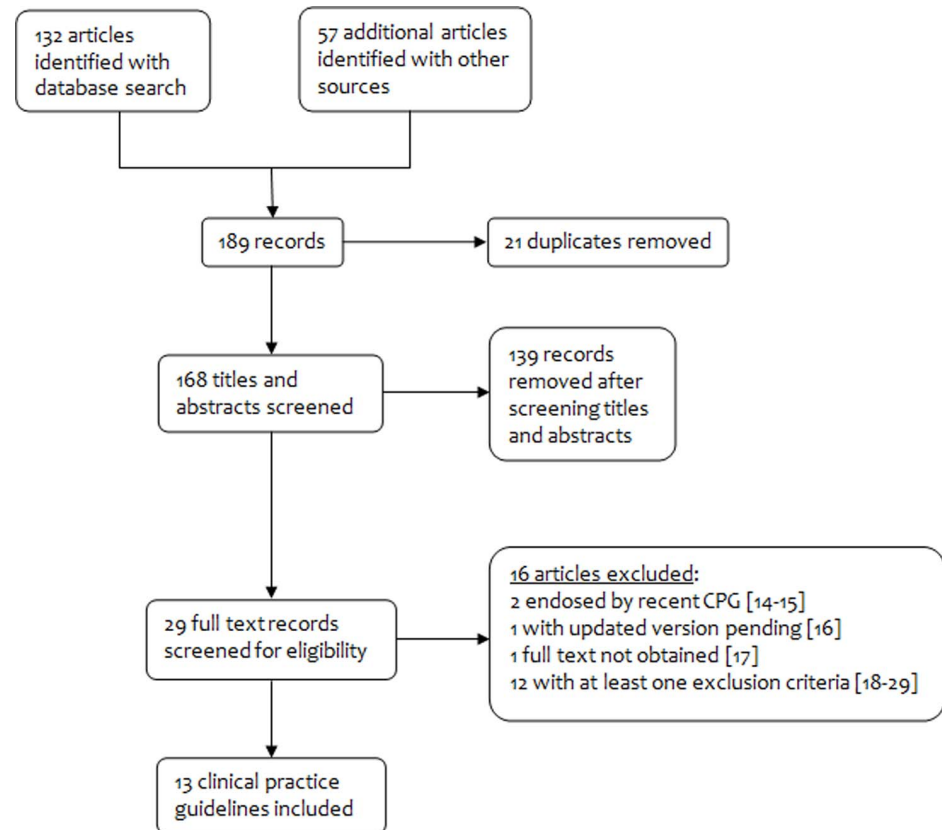 132 articles
identified with
database search
57 additional articles
identified with other
sources
189 records
21 duplicates removed
168 titles and
abstracts screened
139 records
removed after
screening titles
and abstracts
29 full text records
screened for eligibility
16 articles excluded:
2 endosed by recent CPG [14-15]
1 with updated version pending [16]
1 full text not obtained [17]
12 with at least one exclusion criteria [18-29]
13 clinical practice
guidelines included